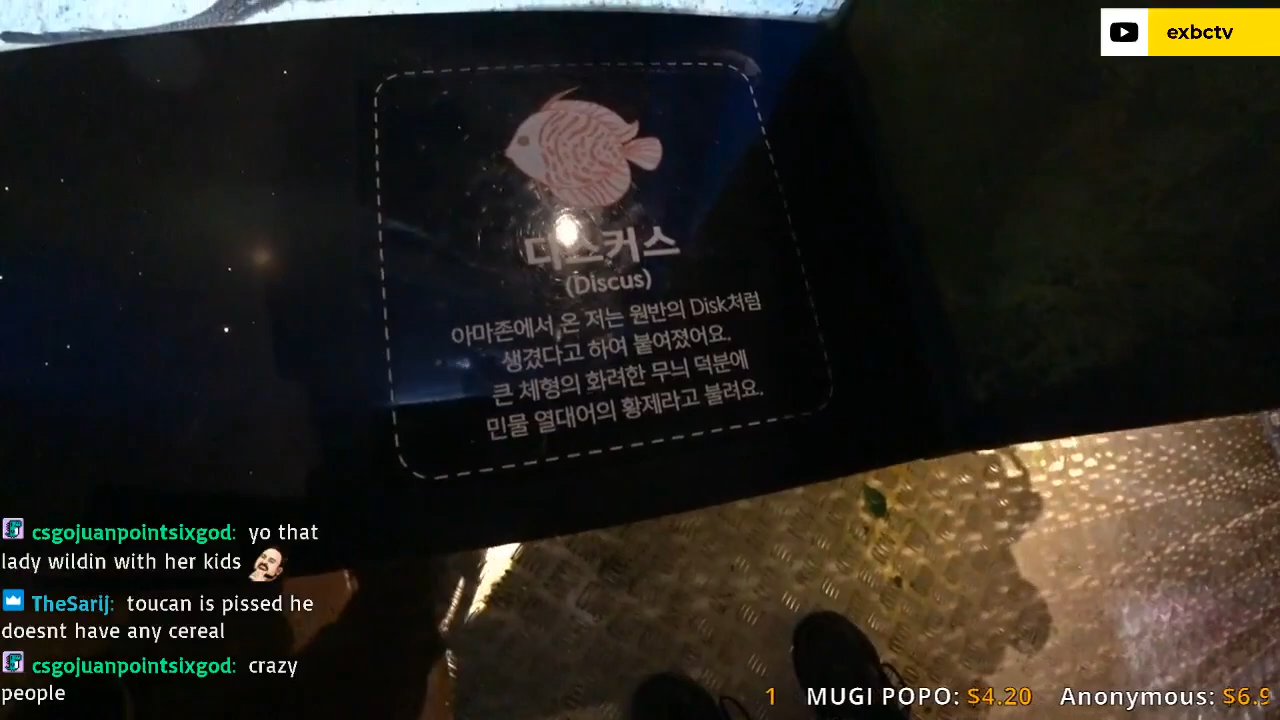 exbctv
디스커스
(Discus)
아마존에서 온 저는 원반의 Disk처럼
생겼다고 하여 붙여졌어요.
큰 체형의 화려한 무늬 덕분에
민물 열대어의 황제라고 불려요.
csgojuanpointsixgod: yo that
lady wildin with her kids
TheSarij: toucan is pissed he
doesnt have any cereal
csgojuanpointsixgod: crazy
people
1 MUGI POPO: $4.20 Anonymous: $6.9